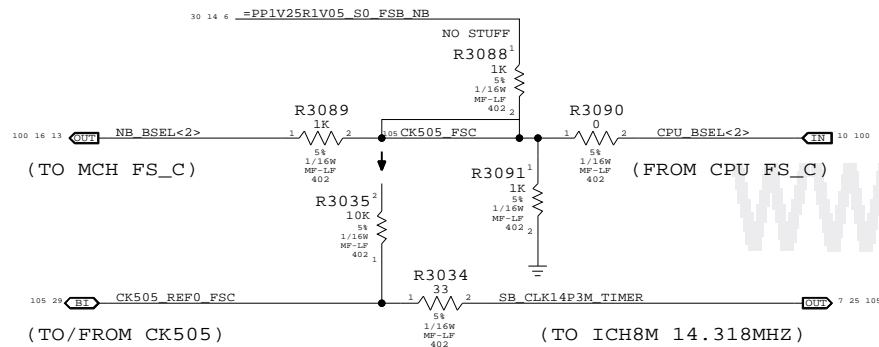 30 14 6 =PP1V25R1V05_S0_FSB_NB
NO STUFF
R3088 1
1K
5%
1/16W
MF-LF
402 2
R3089
1K
1 2
5%
1/16W
MF-LF
402
R3090
0
1 2
5%
1/16W
MF-LF
402
100 16 13 OUT NB_BSEL<2>
105 CK505_FSC
CPU_BSEL<2> IN 10 100
(TO MCH FS_C)
(FROM CPU FS_C)
R3091 1
1K
5%
1/16W
MF-LF
402 2
R3035 2
10K
5%
1/16W
MF-LF
402 1
R3034
33
1 2
5%
1/16W
MF-LF
402
105 29 BI CK505_REF0_FSC
SB_CLK14P3M_TIMER OUT 7 25 105
(TO/FROM CK505)
(TO ICH8M 14.318MHZ)